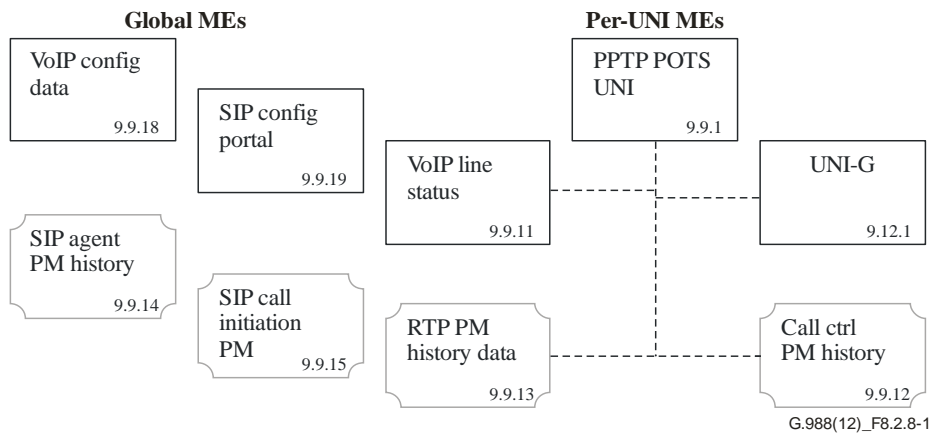 Global MEs
Per-UNI MEs
VoIP config
data
9.9.18
SIP config
portal
9.9.19
PPTP POTS
UNI
9.9.1
VoIP line
status
9.9.11
UNI-G
9.12.1
SIP agent
PM history
9.9.14
SIP call
initiation
PM
9.9.15
RTP PM
history data
9.9.13
Call ctrl
PM history
9.9.12
G.988(12)_F8.2.8-1